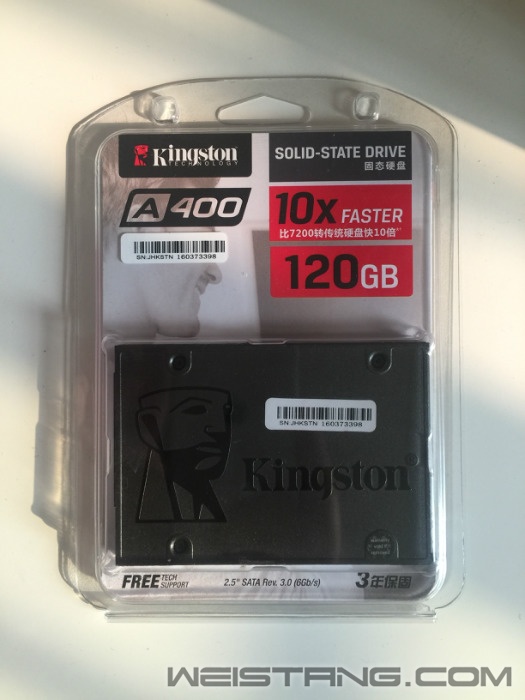 Kingston
TECHNOLOGY
SOLID-STATE DRIVE
固态硬盘
A400
10x FASTER
比7200转传统硬盘快10倍*¹
SN:JHKSTN 160373398
120GB
SN:JHKSTN 160373398
Kingston
FREE TECH SUPPORT
2.5" SATA Rev. 3.0 (6Gb/s)
3年保固
WEISTANG.COM